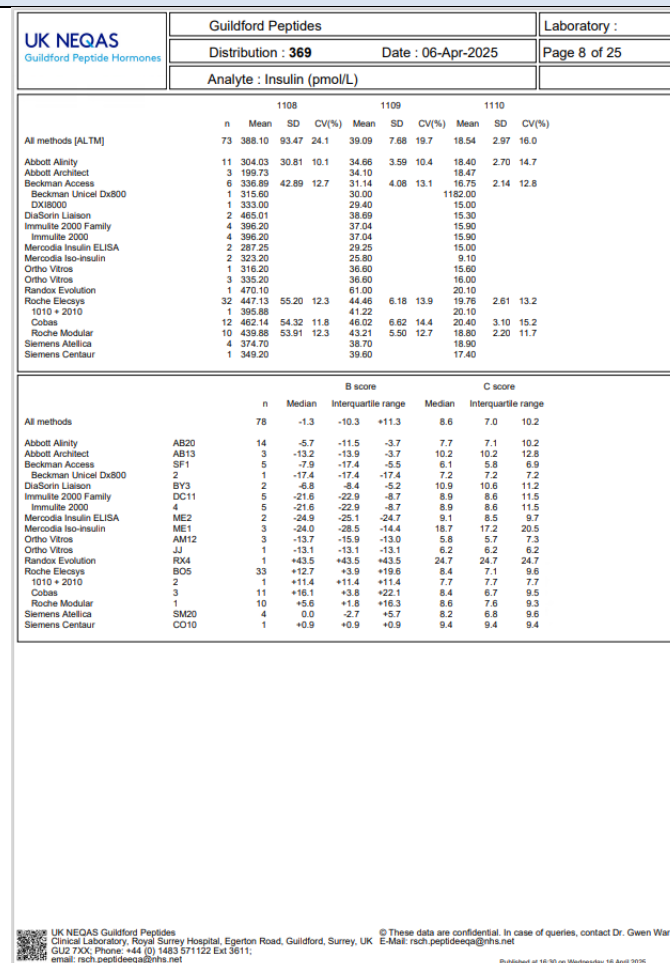 UK NEQAS
Guildford Peptide Hormones
Guildford Peptides
Laboratory :
Distribution : 369 Date : 06-Apr-2025
Page 8 of 25
Analyte : Insulin (pmol/L)
1108 1109 1110
n Mean SD CV(%) Mean SD CV(%) Mean SD CV(%)
All methods [ALTM] 73 388.10 93.47 24.1 39.09 7.68 19.7 18.54 2.97 16.0
Abbott Alinity 11 304.03 30.81 10.1 34.66 3.59 10.4 18.40 2.70 14.7
Abbott Architect 3 199.73 34.10 18.47
Beckman Access 6 336.89 42.89 12.7 31.14 4.08 13.1 16.75 2.14 12.8
Beckman Unicel Dx800 1 315.60 30.00 1182.00
DXI8000 1 333.00 29.40 15.00
DiaSorin Liaison 2 465.01 38.69 15.30
Immulite 2000 Family 4 396.20 37.04 15.90
Immulite 2000 4 396.20 37.04 15.90
Mercodia Insulin ELISA 2 287.25 29.25 15.00
Mercodia Iso-insulin 2 323.20 25.80 9.10
Ortho Vitros 1 316.20 36.60 15.60
Ortho Vitros 3 335.20 36.60 16.00
Randox Evolution 1 470.10 61.00 20.10
Roche Elecsys 32 447.13 55.20 12.3 44.46 6.18 13.9 19.76 2.61 13.2
1010 + 2010 1 395.88 41.22 20.10
Cobas 12 462.14 54.32 11.8 46.02 6.62 14.4 20.40 3.10 15.2
Roche Modular 10 439.88 53.91 12.3 43.21 5.50 12.7 18.80 2.20 11.7
Siemens Atellica 4 374.70 38.70 18.90
Siemens Centaur 1 349.20 39.60 17.40
B score C score
n Median Interquartile range Median Interquartile range
All methods 78 -1.3 -10.3 +11.3 8.6 7.0 10.2
Abbott Alinity AB20 14 -5.7 -11.5 -3.7 7.7 7.1 10.2
Abbott Architect AB13 3 -13.2 -13.9 -3.7 10.2 10.2 12.8
Beckman Access SF1 5 -7.9 -17.4 -5.5 6.1 5.8 6.9
Beckman Unicel Dx800 2 1 -17.4 -17.4 -17.4 7.2 7.2 7.2
DiaSorin Liaison BY3 2 -6.8 -8.4 -5.2 10.9 10.6 11.2
Immulite 2000 Family DC11 5 -21.6 -22.9 -8.7 8.9 8.6 11.5
Immulite 2000 4 5 -21.6 -22.9 -8.7 8.9 8.6 11.5
Mercodia Insulin ELISA ME2 2 -24.9 -25.1 -24.7 9.1 8.5 9.7
Mercodia Iso-insulin ME1 3 -24.0 -28.5 -14.4 18.7 17.2 20.5
Ortho Vitros AM12 3 -13.7 -15.9 -13.0 5.8 5.7 7.3
Ortho Vitros JJ 1 -13.1 -13.1 -13.1 6.2 6.2 6.2
Randox Evolution RX4 1 +43.5 +43.5 +43.5 24.7 24.7 24.7
Roche Elecsys BO5 33 +12.7 +3.9 +19.6 8.4 7.1 9.6
1010 + 2010 2 1 +11.4 +11.4 +11.4 7.7 7.7 7.7
Cobas 3 11 +16.1 +3.8 +22.1 8.4 6.7 9.5
Roche Modular 1 10 +5.6 +1.8 +16.3 8.6 7.6 9.3
Siemens Atellica SM20 4 0.0 -2.7 +5.7 8.2 6.8 9.6
Siemens Centaur CO10 1 +0.9 +0.9 +0.9 9.4 9.4 9.4
UK NEQAS Guildford Peptides © These data are confidential. In case of queries, contact Dr. Gwen War
Clinical Laboratory, Royal Surrey Hospital, Egerton Road, Guildford, Surrey, UK E-Mail: rsch.peptideeqa@nhs.net
GU2 7XX; Phone: +44 (0) 1483 571122 Ext 3611;
email: rsch.peptideeqa@nhs.net
Published at 16:30 on Wednesday 16 April 2025